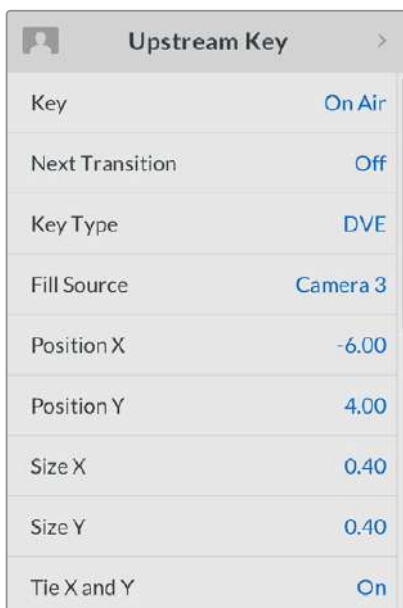 Upstream Key >
Key On Air
Next Transition Off
Key Type DVE
Fill Source Camera 3
Position X -6.00
Position Y 4.00
Size X 0.40
Size Y 0.40
Tie X and Y On